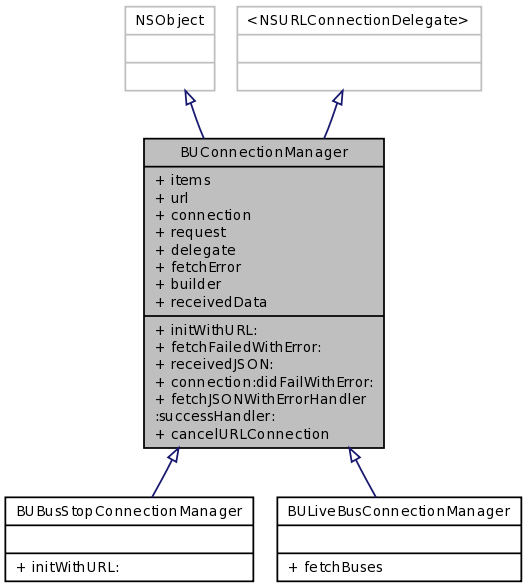 NSObject
<NSURLConnectionDelegate>
BUConnectionManager
+ items
+ url
+ connection
+ request
+ delegate
+ fetchError
+ builder
+ receivedData
+ initWithURL:
+ fetchFailedWithError:
+ receivedJSON:
+ connection:didFailWithError:
+ fetchJSONWithErrorHandler
:successHandler:
+ cancelURLConnection
BUBusStopConnectionManager
+ initWithURL:
BULiveBusConnectionManager
+ fetchBuses